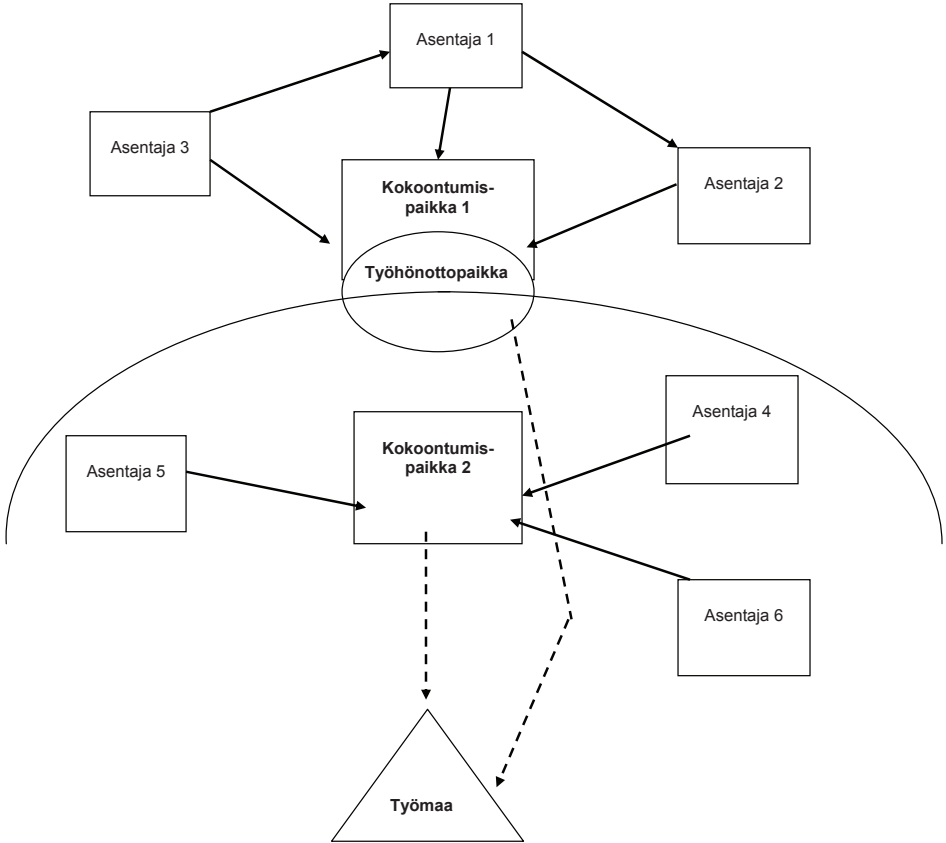 Asentaja 1
Asentaja 3
Asentaja 2
Kokoontumis-
paikka 1
Työhönottopaikka
Asentaja 4
Kokoontumis-
paikka 2
Asentaja 5
Asentaja 6
Työmaa